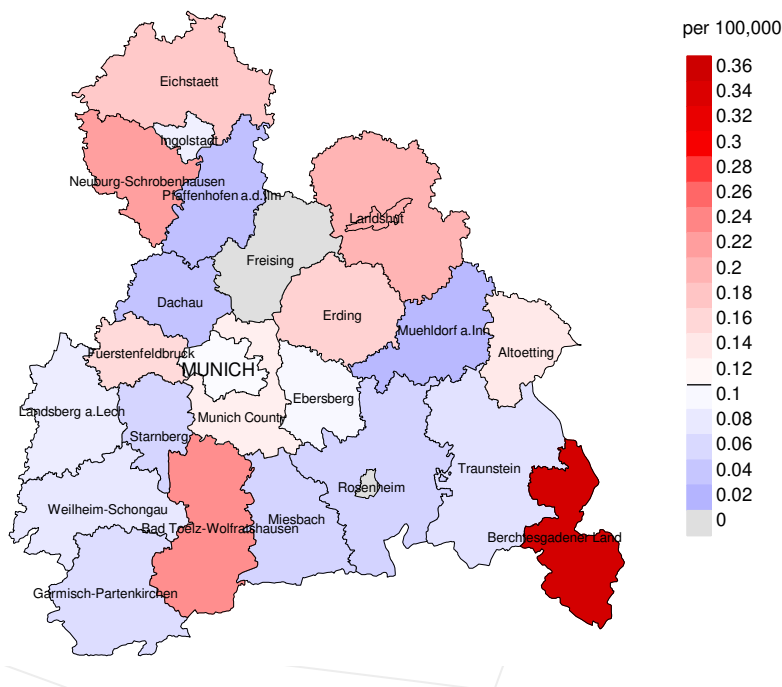 per 100,000
0.36
0.34
0.32
0.3
0.28
0.26
0.24
0.22
0.2
0.18
0.16
0.14
0.12
0.1
0.08
0.06
0.04
0.02
0
Eichstaett
Ingolstadt
Neuburg-Schrobenhausen
Pfaffenhofen a.d.Ilm
Landshut
Freising
Dachau
Erding
Muehldorf a.Inn
Altoetting
Fuerstenfeldbruck
MUNICH
Ebersberg
Landsberg a.Lech
Munich County
Starnberg
Traunstein
Rosenheim
Weilheim-Schongau
Miesbach
Bad Toelz-Wolfratshausen
Berchtesgadener Land
Garmisch-Partenkirchen